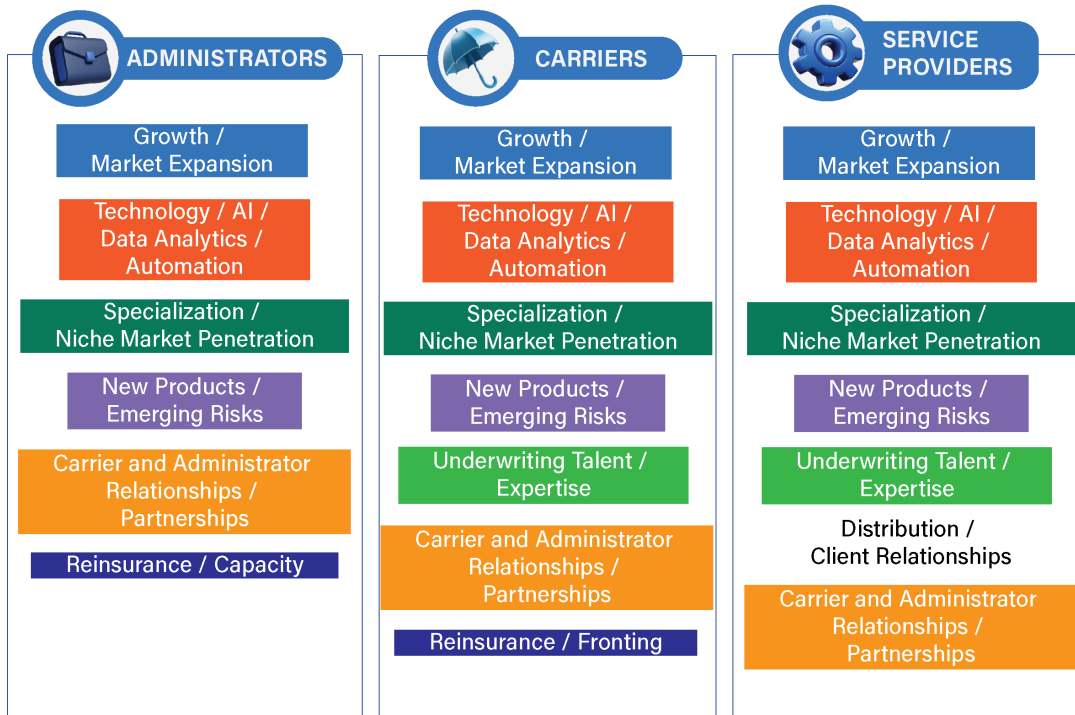 ADMINISTRATORS
Growth /
Market Expansion
Technology / AI /
Data Analytics /
Automation
Specialization /
Niche Market Penetration
New Products /
Emerging Risks
Carrier and Administrator
Relationships /
Partnerships
Reinsurance / Capacity
CARRIERS
Growth /
Market Expansion
Technology / AI /
Data Analytics /
Automation
Specialization /
Niche Market Penetration
New Products /
Emerging Risks
Underwriting Talent /
Expertise
Carrier and Administrator
Relationships /
Partnerships
Reinsurance / Fronting
SERVICE
PROVIDERS
Growth /
Market Expansion
Technology / AI /
Data Analytics /
Automation
Specialization /
Niche Market Penetration
New Products /
Emerging Risks
Underwriting Talent /
Expertise
Distribution /
Client Relationships
Carrier and Administrator
Relationships /
Partnerships